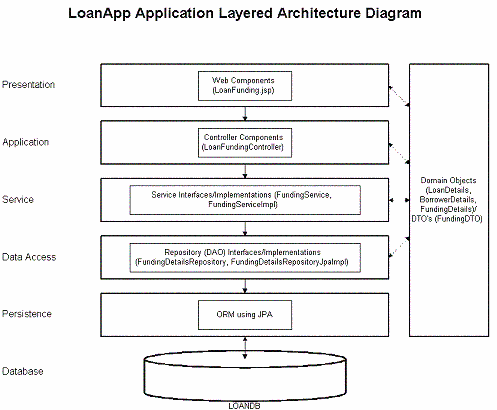 LoanApp Application Layered Architecture Diagram
Presentation
Web Components
(LoanFunding.jsp)
Application
Controller Components
(LoanFundingController)
Service
Service Interfaces/Implementations (FundingService,
FundingServiceImpl)
Data Access
Repository (DAO) Interfaces/Implementations
(FundingDetailsRepository, FundingDetailsRepositoryJpaImpl)
Persistence
ORM using JPA
Database
LOANDB
Domain Objects
(LoanDetails,
BorrowerDetails,
FundingDetails)/
DTO's (FundingDTO)